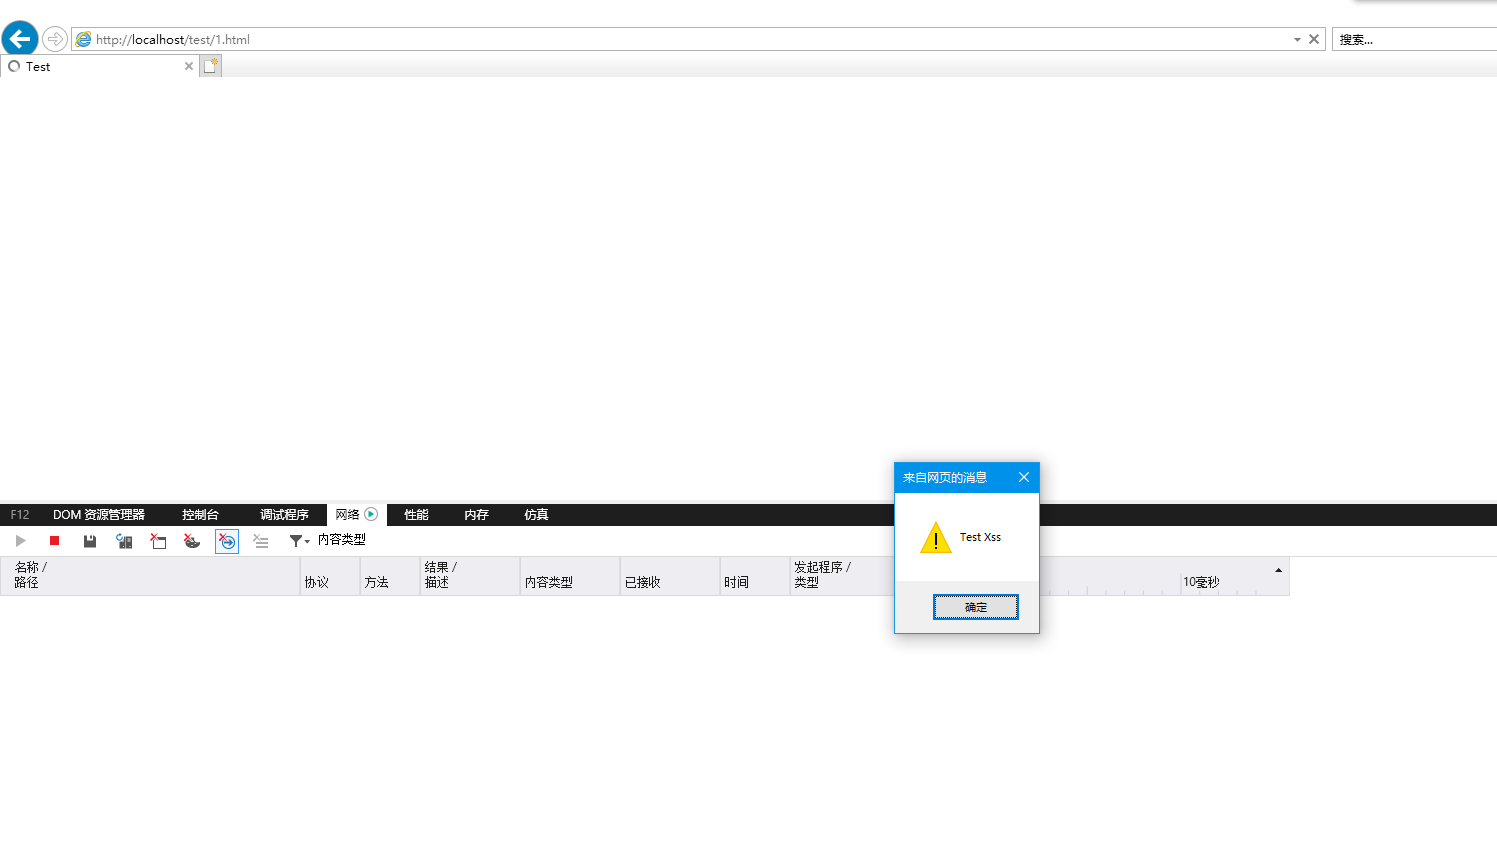 http://localhost/test/1.html
搜索...
Test
来自网页的消息
Test Xss
确定
F12 DOM 资源管理器 控制台 调试程序 网络 性能 内存 仿真
内容类型
名称 /
路径
协议
方法
结果 /
描述
内容类型
已接收
时间
发起程序 /
类型
10毫秒